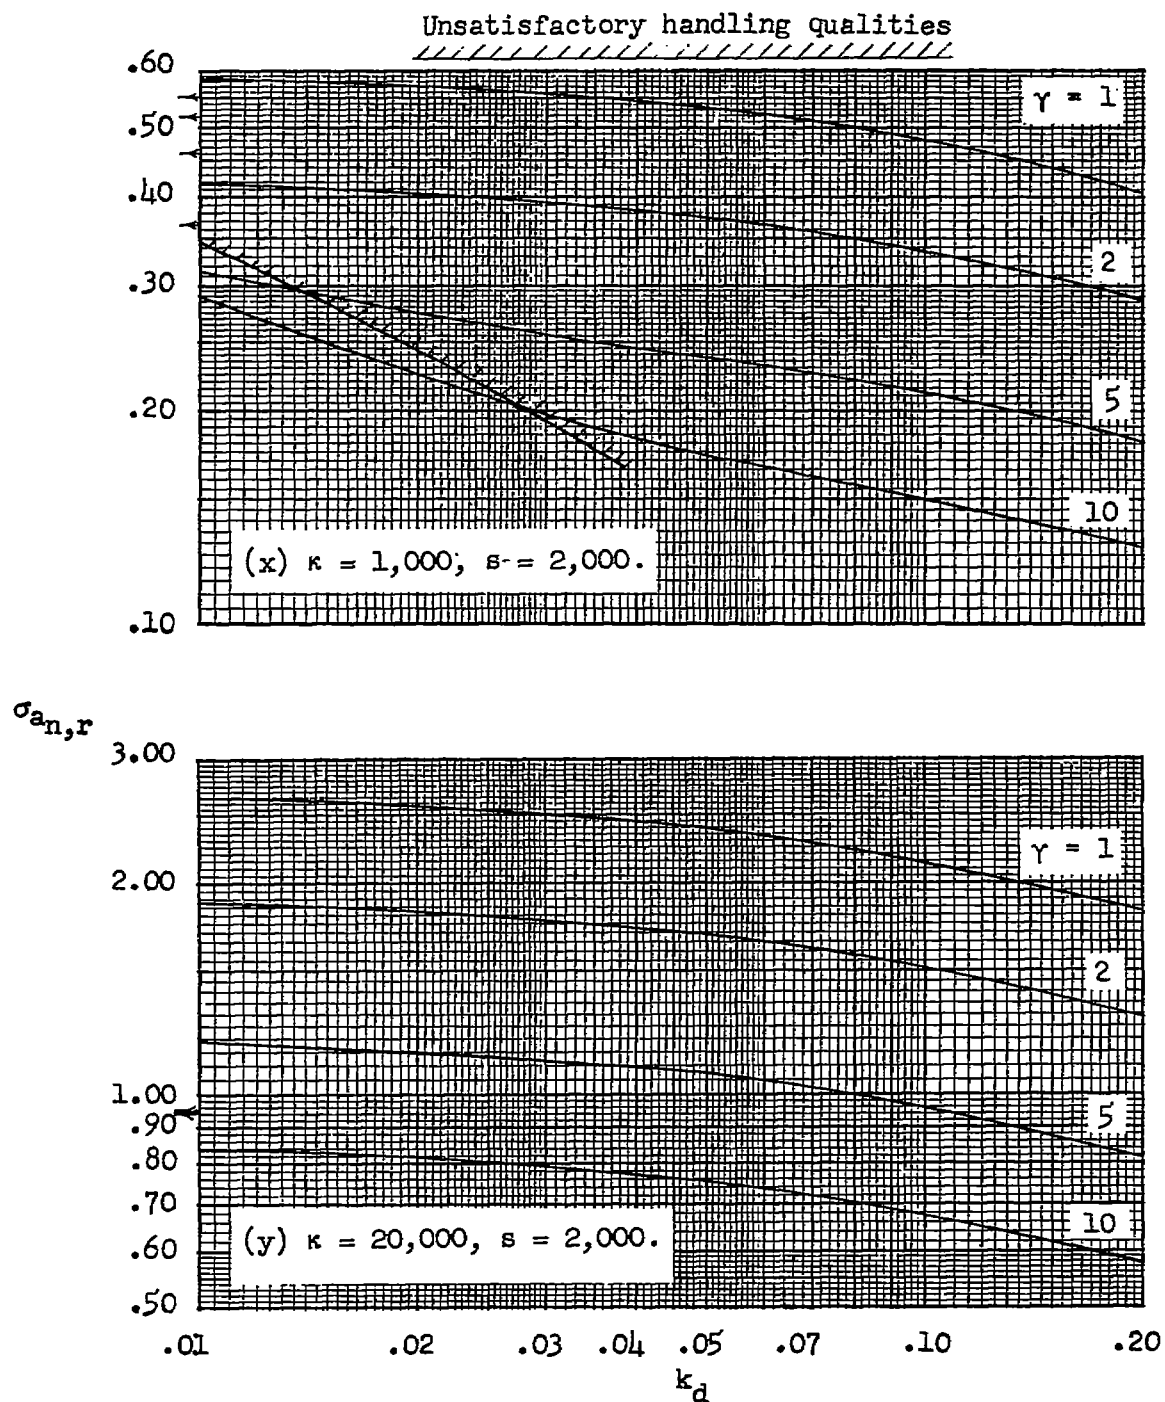 Unsatisfactory handling qualities
.60
.50
.40
.30
.20
.10
γ = 1
2
5
10
(x) κ = 1,000; s = 2,000.
σan,r
3.00
2.00
1.00
.90
.80
.70
.60
.50
γ = 1
2
5
10
(y) κ = 20,000, s = 2,000.
.01 .02 .03 .04 .05 .07 .10 .20
kd